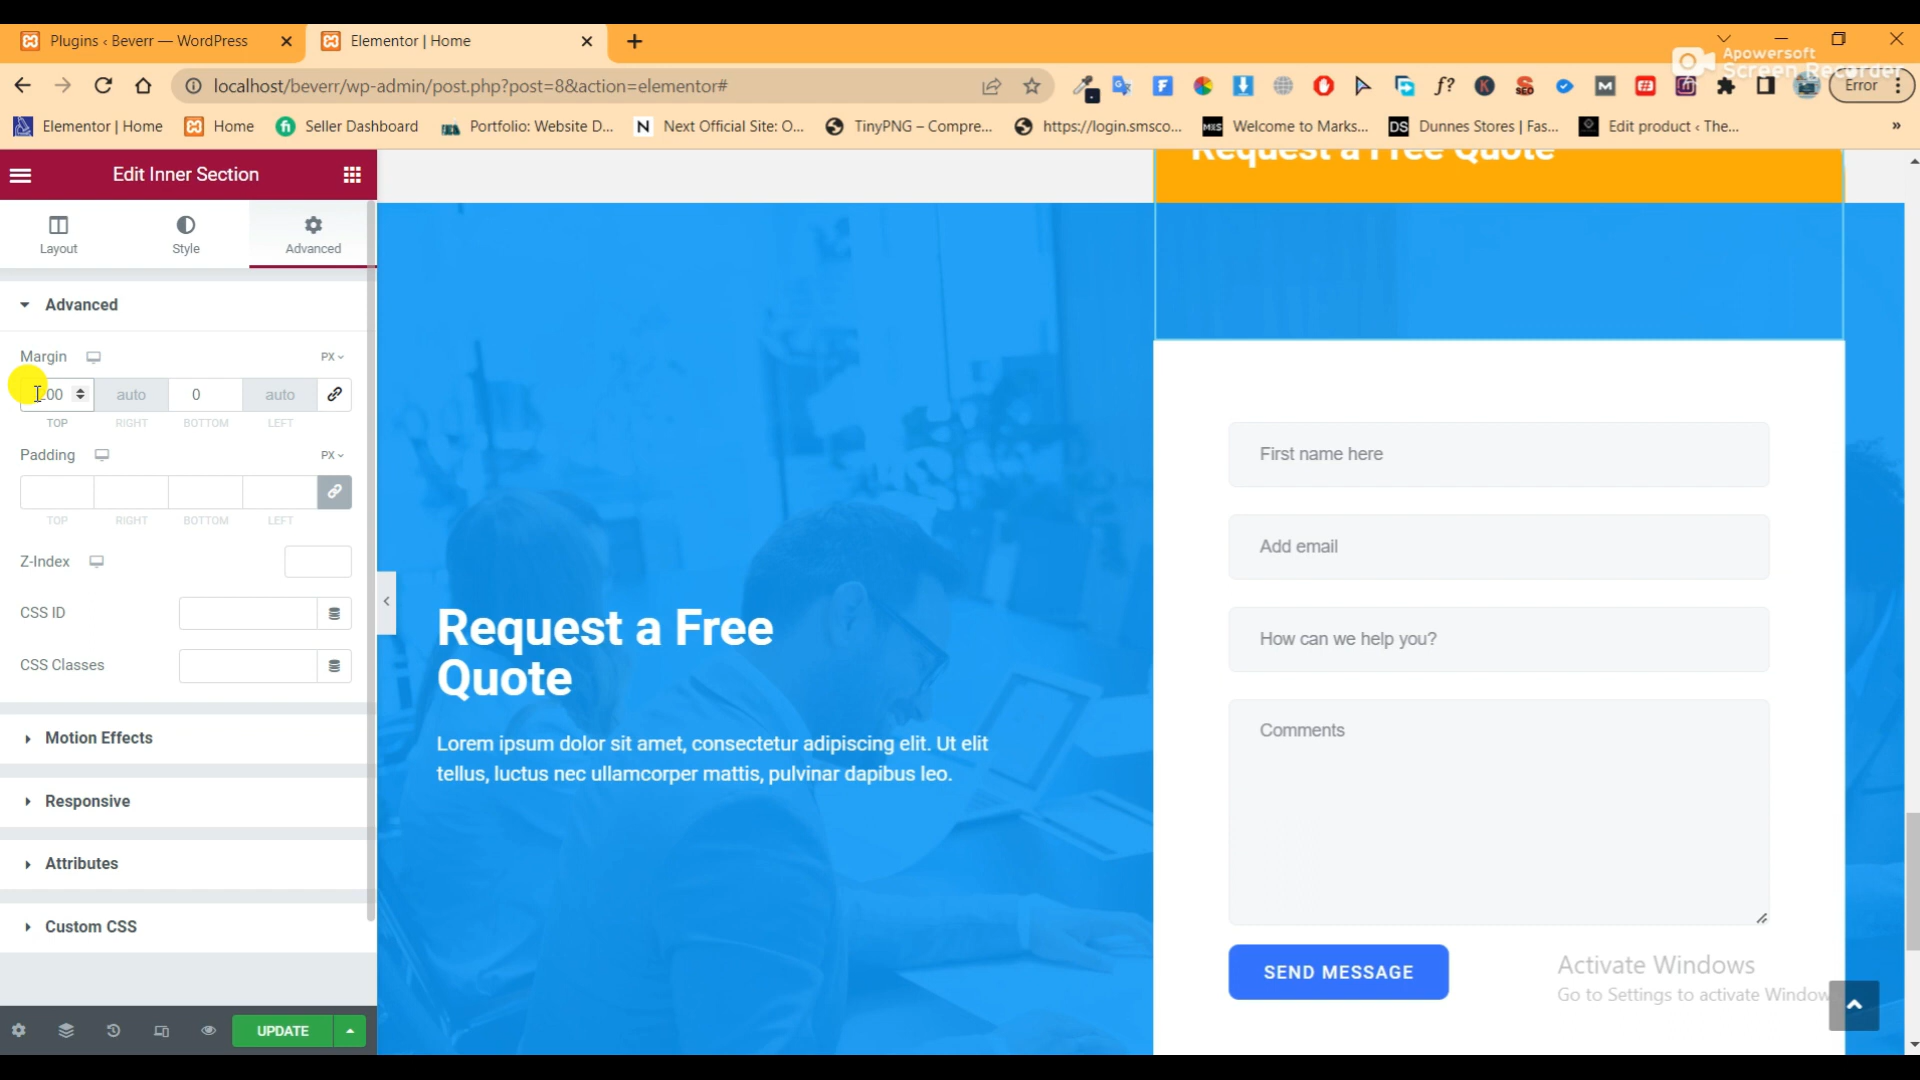 Plugins ‹ Beverr — WordPress
Elementor | Home
Apowersoft
Screen Recorder
localhost/beverr/wp-admin/post.php?post=8&action=elementor#
Error
Elementor | Home
Home
Seller Dashboard
Portfolio: Website D...
Next Official Site: O...
TinyPNG – Compre...
https://login.smsco...
Welcome to Marks...
Dunnes Stores | Fas...
Edit product ‹ The...
»
Edit Inner Section
Layout
Style
Advanced
Advanced
Margin
PX
auto
0
auto
TOP
RIGHT
BOTTOM
LEFT
Padding
PX
TOP
RIGHT
BOTTOM
LEFT
Z-Index
CSS ID
CSS Classes
Motion Effects
Responsive
Attributes
Custom CSS
UPDATE
Request a Free Quote
Request a Free
Quote
Lorem ipsum dolor sit amet, consectetur adipiscing elit. Ut elit
tellus, luctus nec ullamcorper mattis, pulvinar dapibus leo.
First name here
Add email
How can we help you?
Comments
SEND MESSAGE
Activate Windows
Go to Settings to activate Window